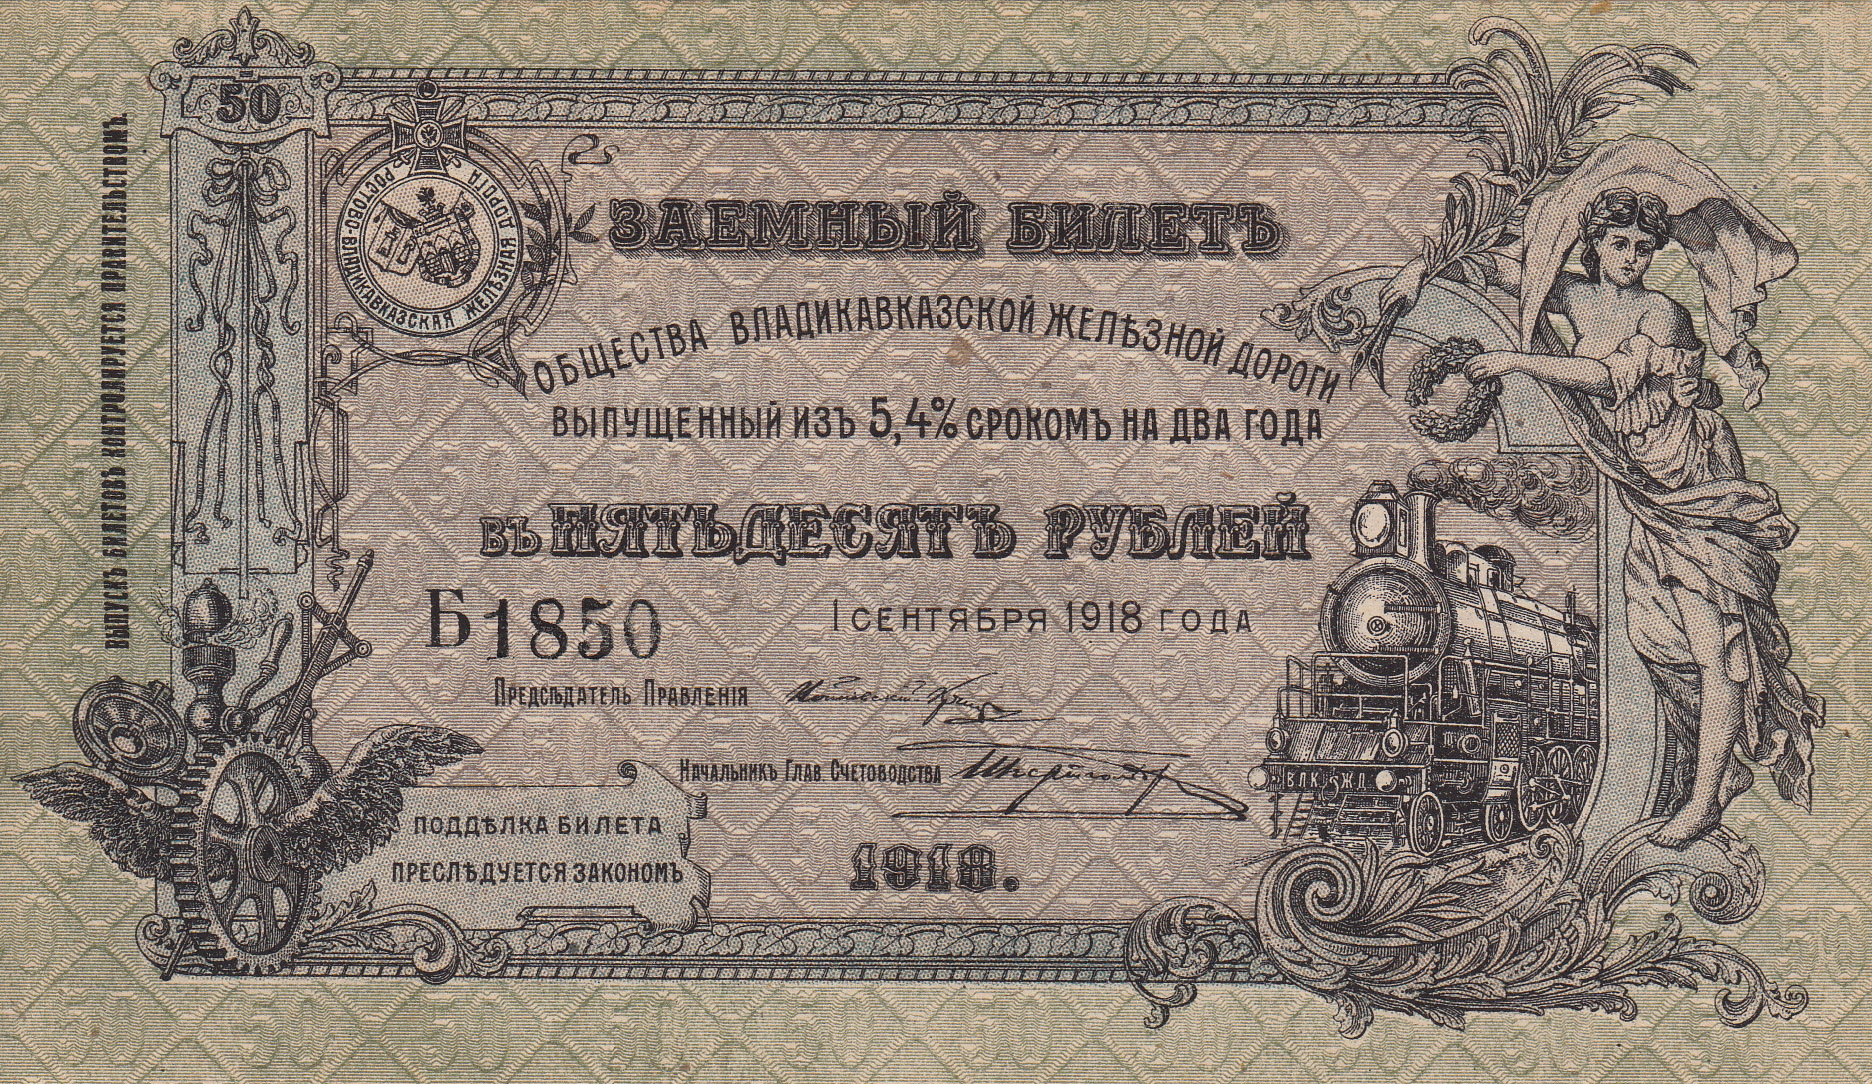 50
ВЫПУСКЪ БИЛЕТОВЪ КОНТРОЛИРУЕТСЯ ПРАВИТЕЛЬСТВОМЪ.
РОСТОВО-ВЛАДИКАВКАЗСКАЯ ЖЕЛѢЗНАЯ ДОРОГА
ЗАЕМНЫЙ БИЛЕТЪ
ОБЩЕСТВА ВЛАДИКАВКАЗСКОЙ ЖЕЛѢЗНОЙ ДОРОГИ
ВЫПУЩЕННЫЙ ИЗЪ 5,4% СРОКОМЪ НА ДВА ГОДА
ВЪ ПЯТЬДЕСЯТЪ РУБЛЕЙ
Б1850
1 СЕНТЯБРЯ 1918 ГОДА
ПРЕДСѢДАТЕЛЬ ПРАВЛЕНІЯ
НАЧАЛЬНИКЪ ГЛАВ. СЧЕТОВОДСТВА
ВЛК. ЖД
ПОДДѢЛКА БИЛЕТА
ПРЕСЛѢДУЕТСЯ ЗАКОНОМЪ
1918.